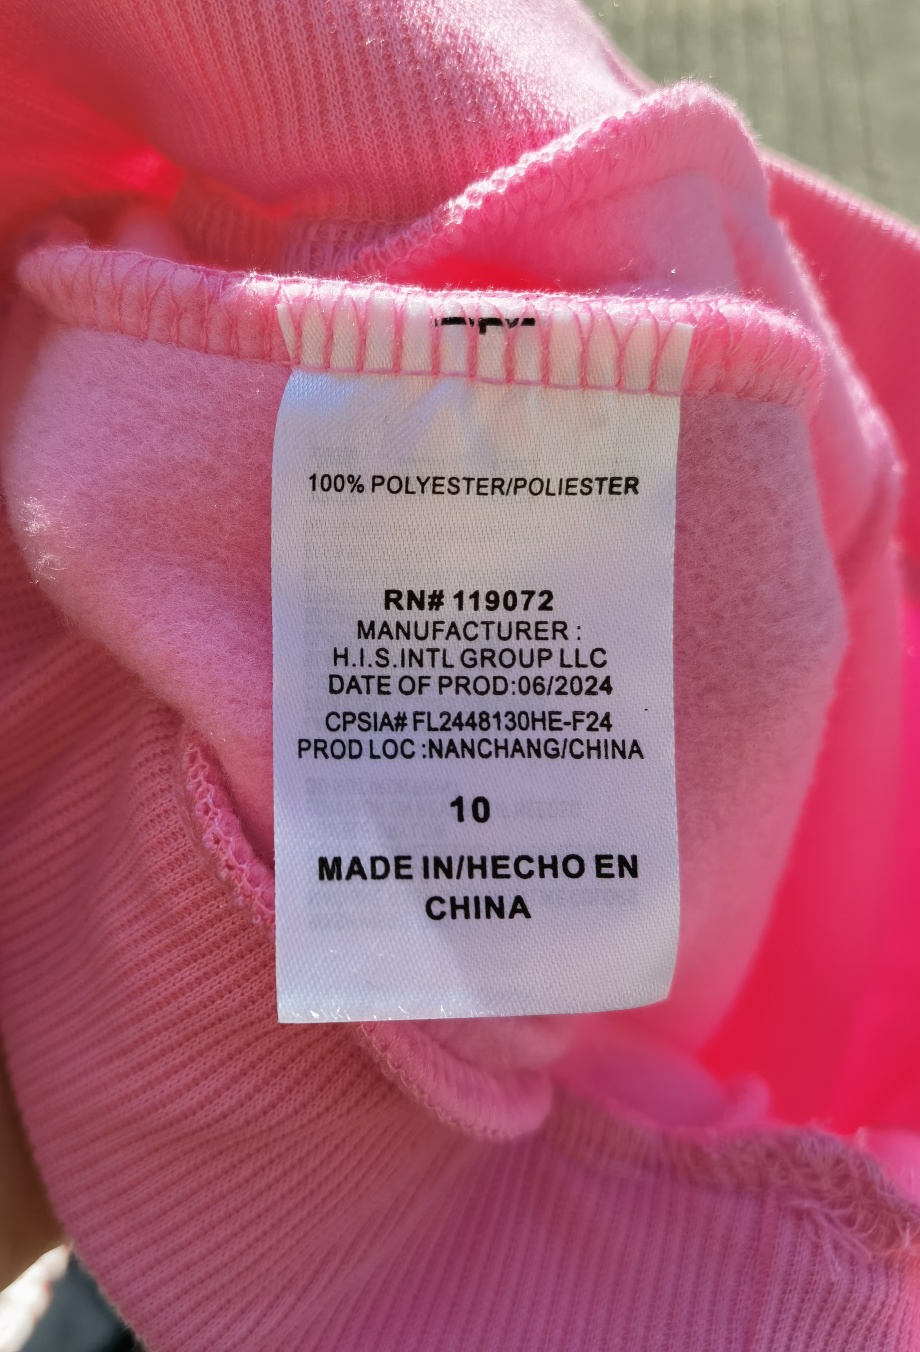 100% POLYESTER/POLIESTER
RN# 119072
MANUFACTURER :
H.I.S.INTL GROUP LLC
DATE OF PROD:06/2024
CPSIA# FL2448130HE-F24
PROD LOC :NANCHANG/CHINA
10
MADE IN/HECHO EN
CHINA